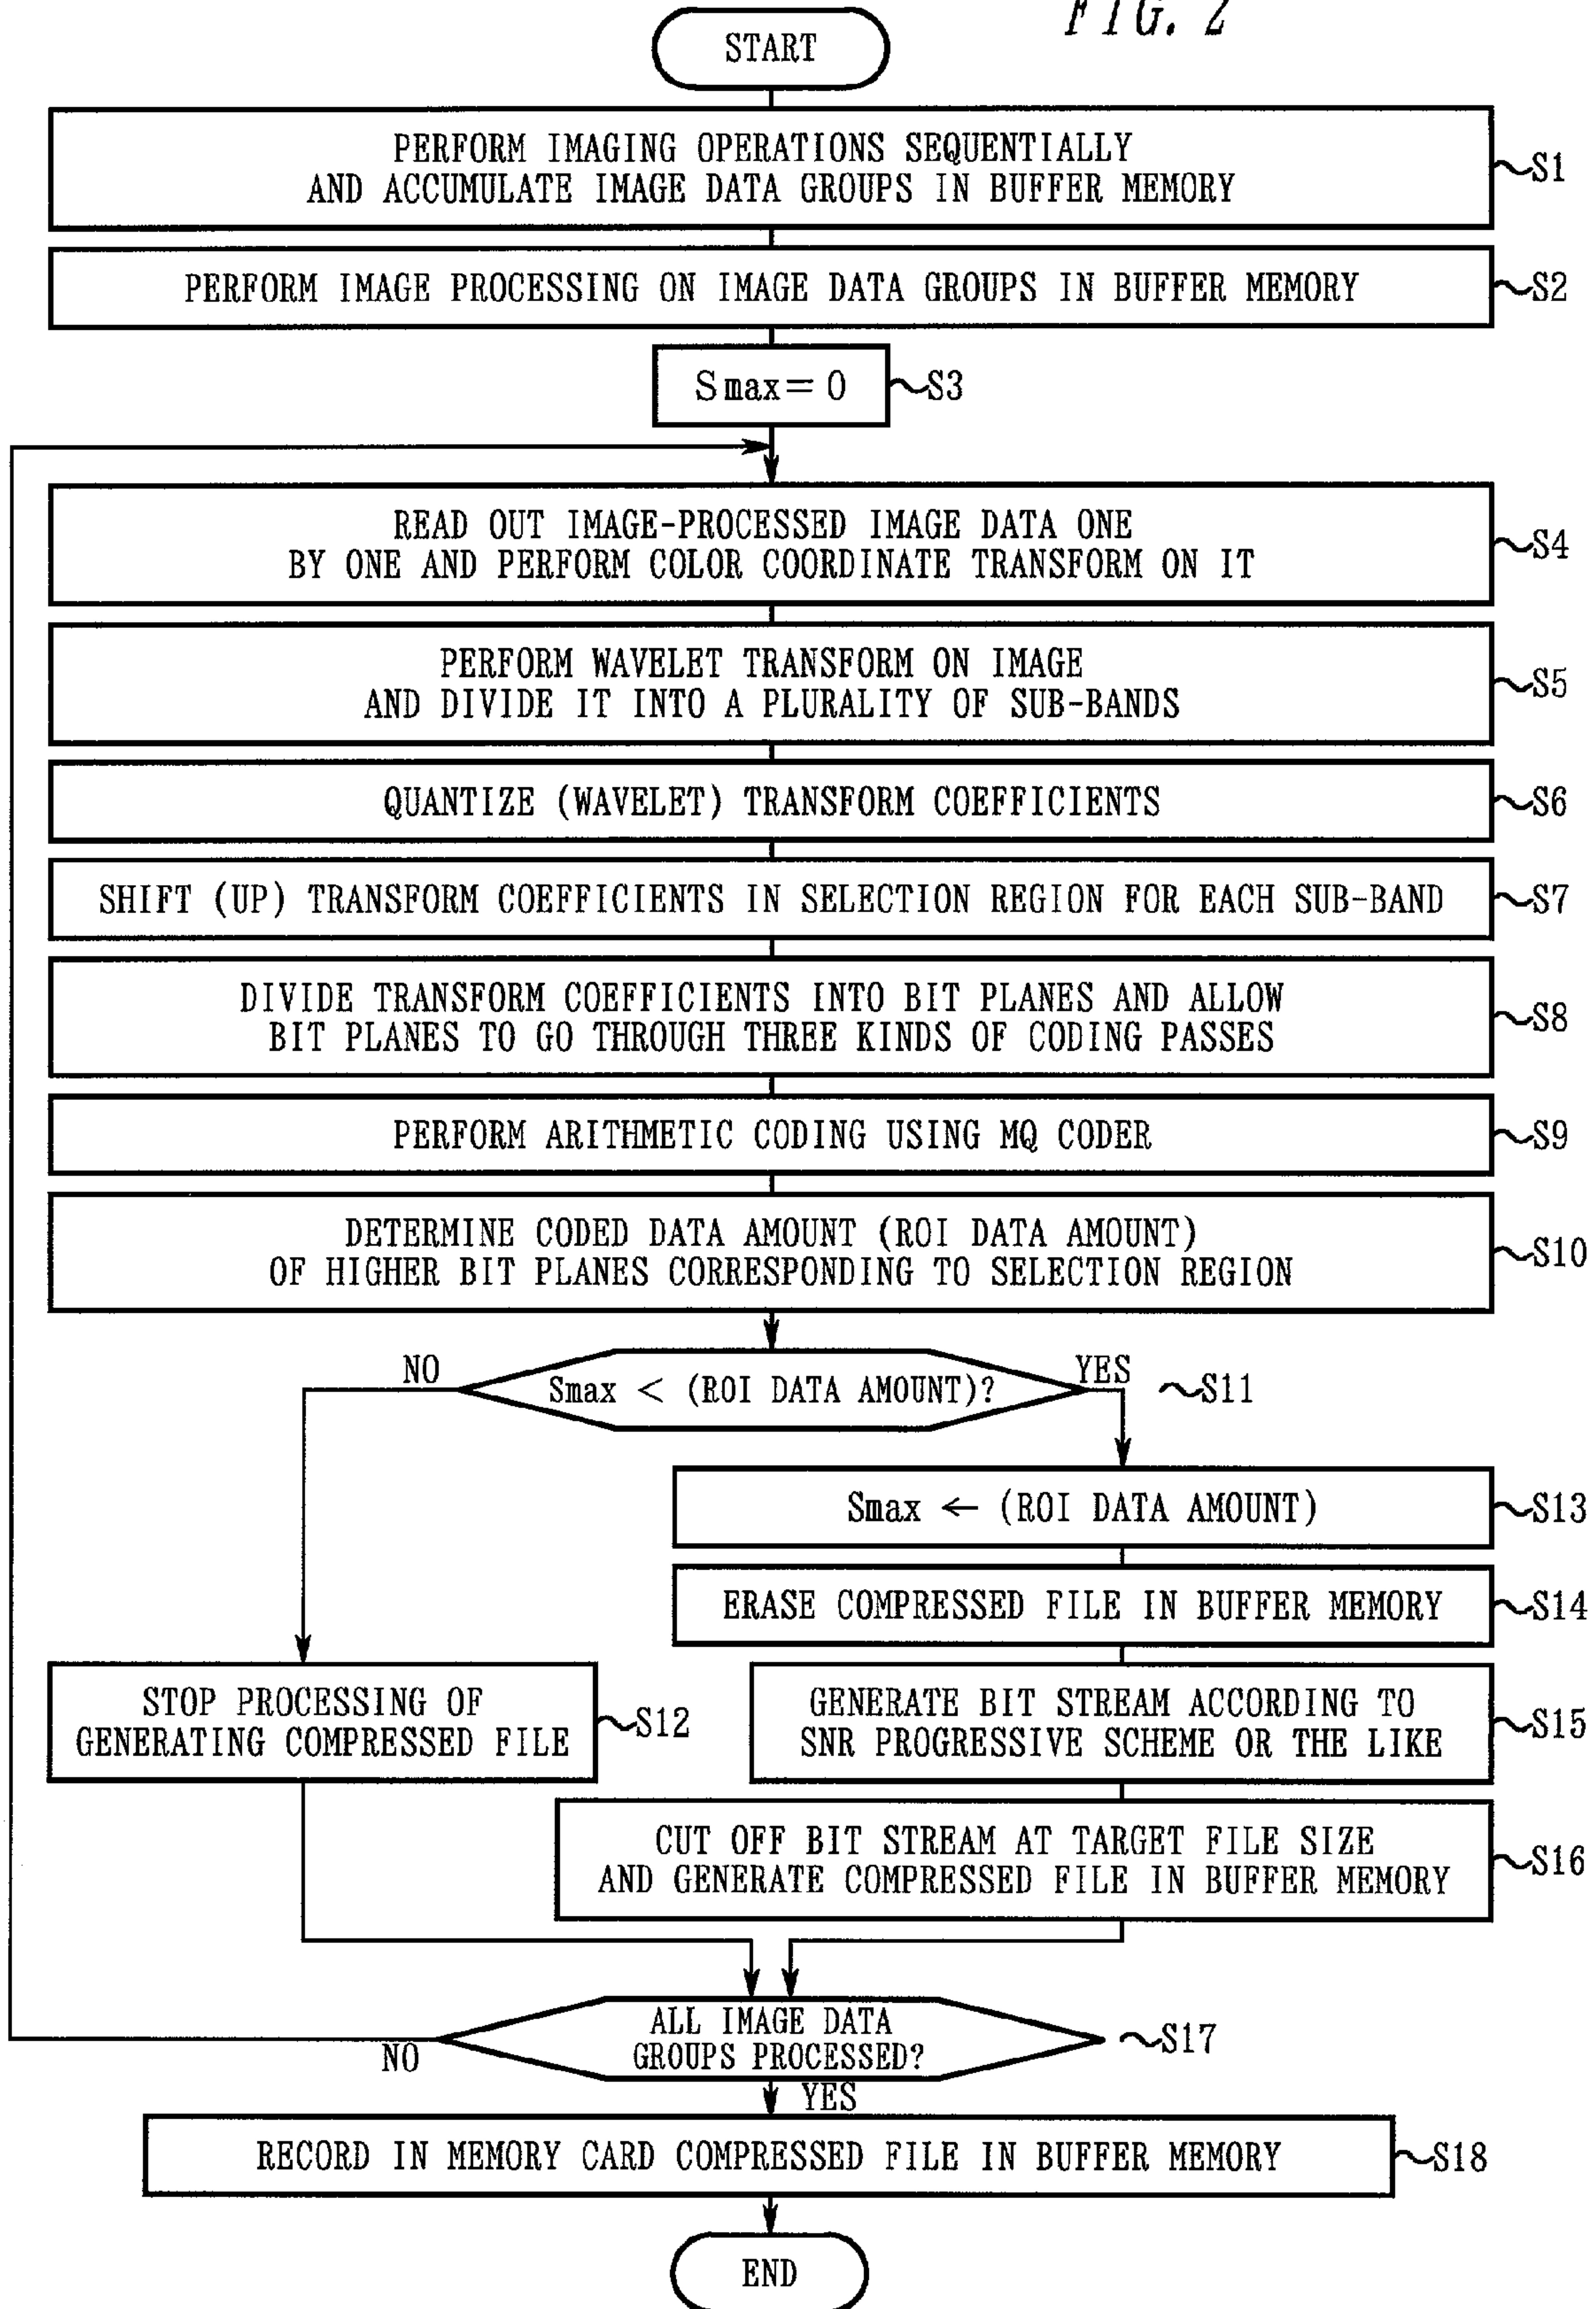 FIG. 2
START
PERFORM IMAGING OPERATIONS SEQUENTIALLY
AND ACCUMULATE IMAGE DATA GROUPS IN BUFFER MEMORY
S1
PERFORM IMAGE PROCESSING ON IMAGE DATA GROUPS IN BUFFER MEMORY
S2
Smax=0
S3
READ OUT IMAGE-PROCESSED IMAGE DATA ONE
BY ONE AND PERFORM COLOR COORDINATE TRANSFORM ON IT
S4
PERFORM WAVELET TRANSFORM ON IMAGE
AND DIVIDE IT INTO A PLURALITY OF SUB-BANDS
S5
QUANTIZE (WAVELET) TRANSFORM COEFFICIENTS
S6
SHIFT (UP) TRANSFORM COEFFICIENTS IN SELECTION REGION FOR EACH SUB-BAND
S7
DIVIDE TRANSFORM COEFFICIENTS INTO BIT PLANES AND ALLOW
BIT PLANES TO GO THROUGH THREE KINDS OF CODING PASSES
S8
PERFORM ARITHMETIC CODING USING MQ CODER
S9
DETERMINE CODED DATA AMOUNT (ROI DATA AMOUNT)
OF HIGHER BIT PLANES CORRESPONDING TO SELECTION REGION
S10
NO
Smax < (ROI DATA AMOUNT)?
YES
S11
Smax ← (ROI DATA AMOUNT)
S13
ERASE COMPRESSED FILE IN BUFFER MEMORY
S14
STOP PROCESSING OF
GENERATING COMPRESSED FILE
S12
GENERATE BIT STREAM ACCORDING TO
SNR PROGRESSIVE SCHEME OR THE LIKE
S15
CUT OFF BIT STREAM AT TARGET FILE SIZE
AND GENERATE COMPRESSED FILE IN BUFFER MEMORY
S16
ALL IMAGE DATA
GROUPS PROCESSED?
S17
NO
YES
RECORD IN MEMORY CARD COMPRESSED FILE IN BUFFER MEMORY
S18
END